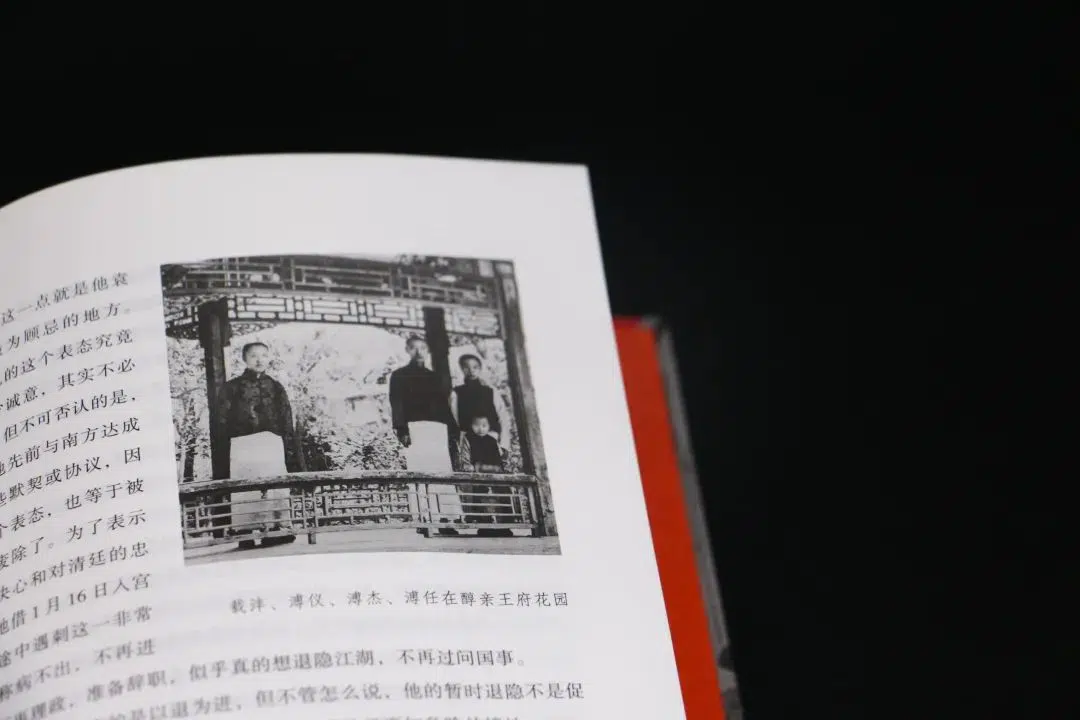 这一点就是他袁
为顾忌的地方。
的这个表态究竟
诚意，其实不必
但不可否认的是，
先前与南方达成
些默契或协议，因
个表态，也等于被
废除了。为了表示
决心和对清廷的忠
他借1月16日入宫
途中遇刺这一非常
称病不出，不再进
载沣、溥仪、溥杰、溥任在醇亲王府花园
理政，准备辞职，似乎真的想退隐江湖，不再过问国事。
是以退为进，但不管怎么说，他的暂时退隐不是促